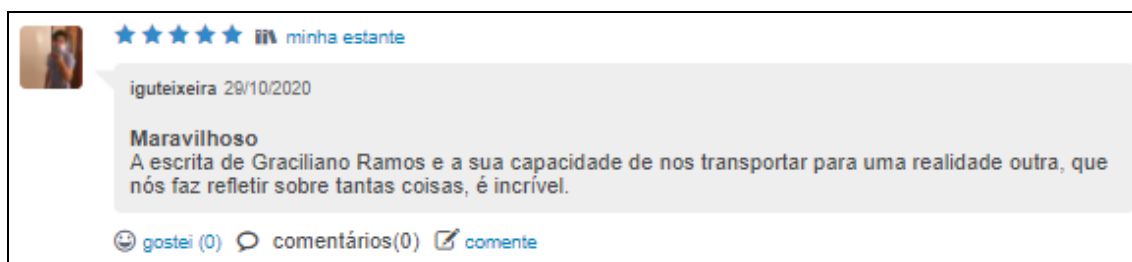 minha estante
iguteixeira 29/10/2020
Maravilhoso
A escrita de Graciliano Ramos e a sua capacidade de nos transportar para uma realidade outra, que
nós faz refletir sobre tantas coisas, é incrível.
gostei (0) comentários(0) comente